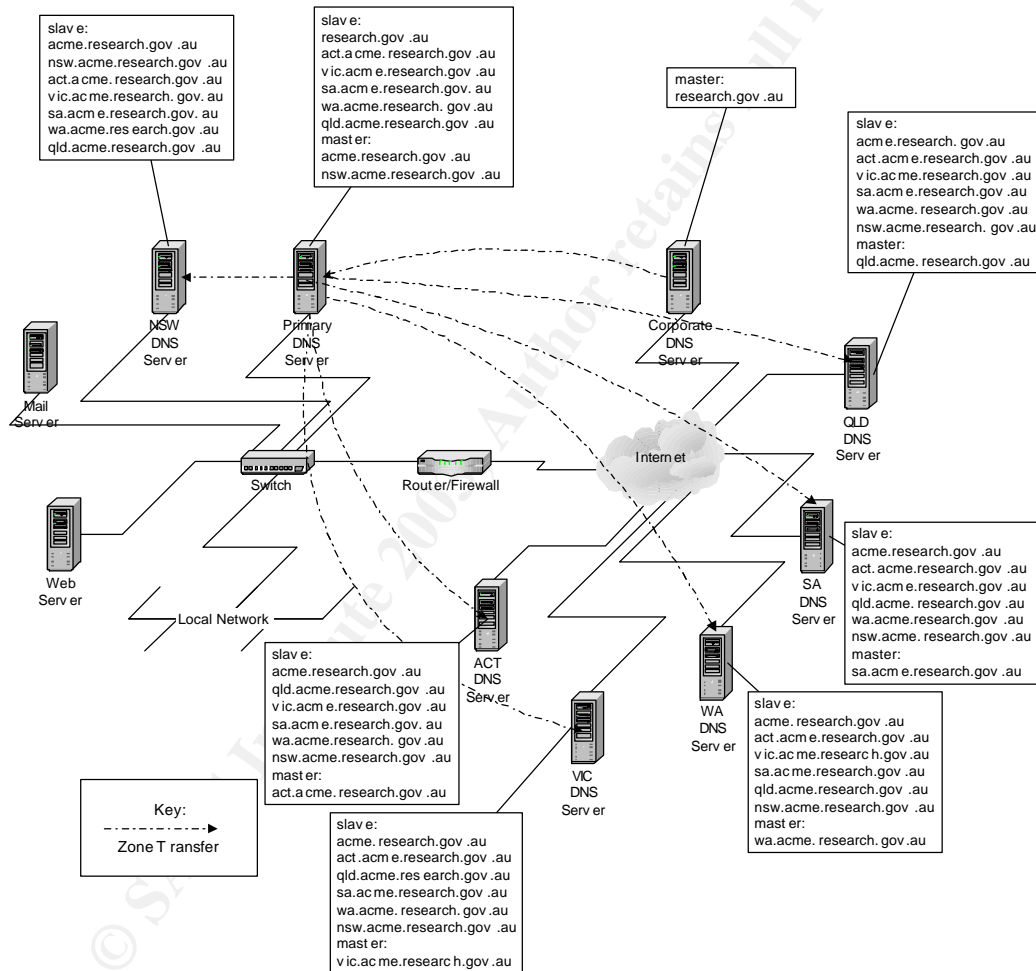 slave:
acme.research.gov.au
nsw.acme.research.gov.au
act.acme.research.gov.au
vic.acme.research.gov.au
sa.acme.research.gov.au
wa.acme.research.gov.au
qld.acme.research.gov.au
slave:
research.gov.au
act.acme.research.gov.au
vic.acme.research.gov.au
sa.acme.research.gov.au
wa.acme.research.gov.au
qld.acme.research.gov.au
master:
acme.research.gov.au
nsw.acme.research.gov.au
master:
research.gov.au
slave:
acme.research.gov.au
act.acme.research.gov.au
vic.acme.research.gov.au
sa.acme.research.gov.au
wa.acme.research.gov.au
nsw.acme.research.gov.au
master:
qld.acme.research.gov.au
NSW
DNS
Server
Primary
DNS
Server
Corporate
DNS
Server
Mail
Server
QLD
DNS
Server
Internet
Switch
Router/Firewall
Web
Server
SA
DNS
Server
slave:
acme.research.gov.au
act.acme.research.gov.au
vic.acme.research.gov.au
qld.acme.research.gov.au
wa.acme.research.gov.au
nsw.acme.research.gov.au
master:
sa.acme.research.gov.au
Local Network
ACT
DNS
Server
slave:
acme.research.gov.au
qld.acme.research.gov.au
vic.acme.research.gov.au
sa.acme.research.gov.au
wa.acme.research.gov.au
nsw.acme.research.gov.au
master:
act.acme.research.gov.au
WA
DNS
Server
slave:
acme.research.gov.au
act.acme.research.gov.au
vic.acme.research.gov.au
sa.acme.research.gov.au
qld.acme.research.gov.au
nsw.acme.research.gov.au
master:
wa.acme.research.gov.au
VIC
DNS
Server
Key:
Zone Transfer
slave:
acme.research.gov.au
act.acme.research.gov.au
qld.acme.research.gov.au
sa.acme.research.gov.au
wa.acme.research.gov.au
nsw.acme.research.gov.au
master:
vic.acme.research.gov.au
© Author retains